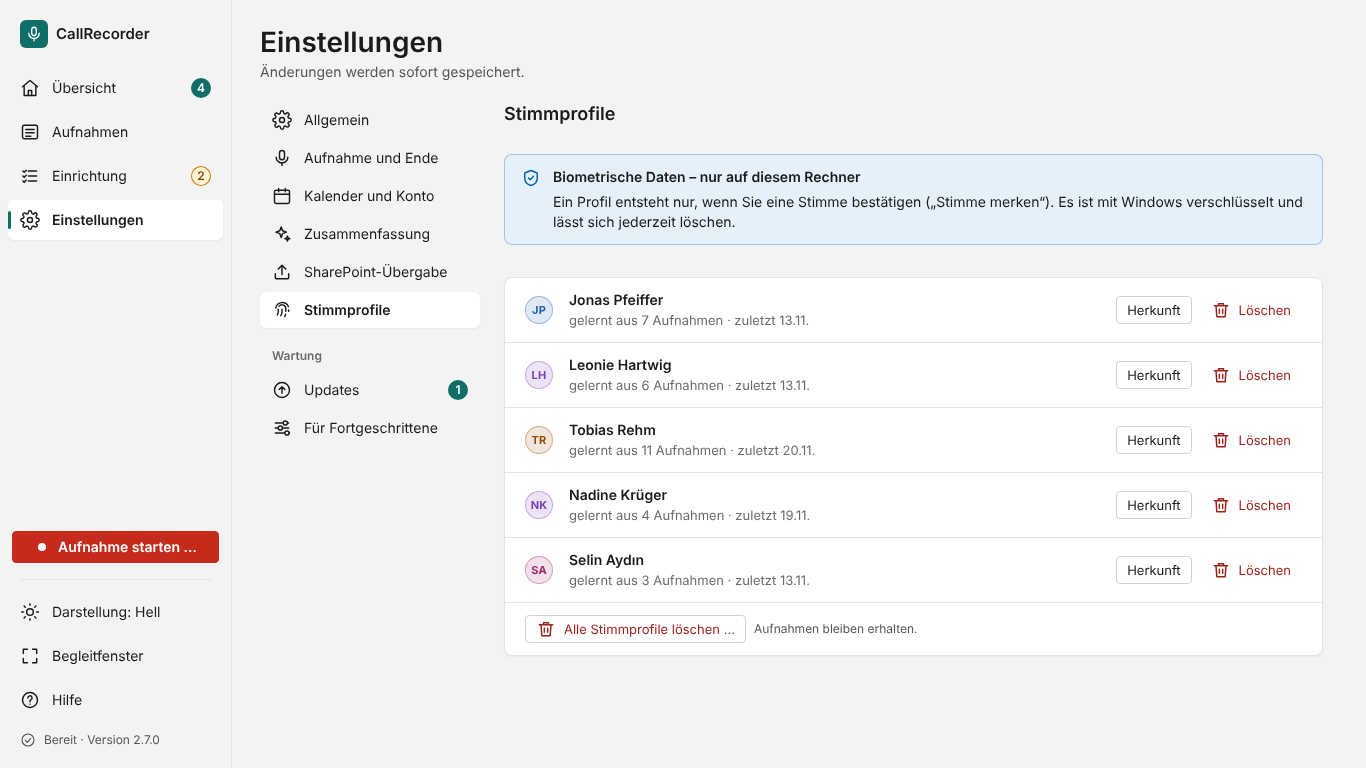 CallRecorder
Übersicht 4
Aufnahmen
Einrichtung 2
Einstellungen
Aufnahme starten ...
Darstellung: Hell
Begleitfenster
Hilfe
Bereit · Version 2.7.0
Einstellungen
Änderungen werden sofort gespeichert.
Allgemein
Aufnahme und Ende
Kalender und Konto
Zusammenfassung
SharePoint-Übergabe
Stimmprofile
Wartung
Updates 1
Für Fortgeschrittene
Stimmprofile
Biometrische Daten – nur auf diesem Rechner
Ein Profil entsteht nur, wenn Sie eine Stimme bestätigen („Stimme merken“). Es ist mit Windows verschlüsselt und
lässt sich jederzeit löschen.
JP Jonas Pfeiffer Herkunft Löschen
gelernt aus 7 Aufnahmen · zuletzt 13.11.
LH Leonie Hartwig Herkunft Löschen
gelernt aus 6 Aufnahmen · zuletzt 13.11.
TR Tobias Rehm Herkunft Löschen
gelernt aus 11 Aufnahmen · zuletzt 20.11.
NK Nadine Krüger Herkunft Löschen
gelernt aus 4 Aufnahmen · zuletzt 19.11.
SA Selin Aydın Herkunft Löschen
gelernt aus 3 Aufnahmen · zuletzt 13.11.
Alle Stimmprofile löschen ... Aufnahmen bleiben erhalten.